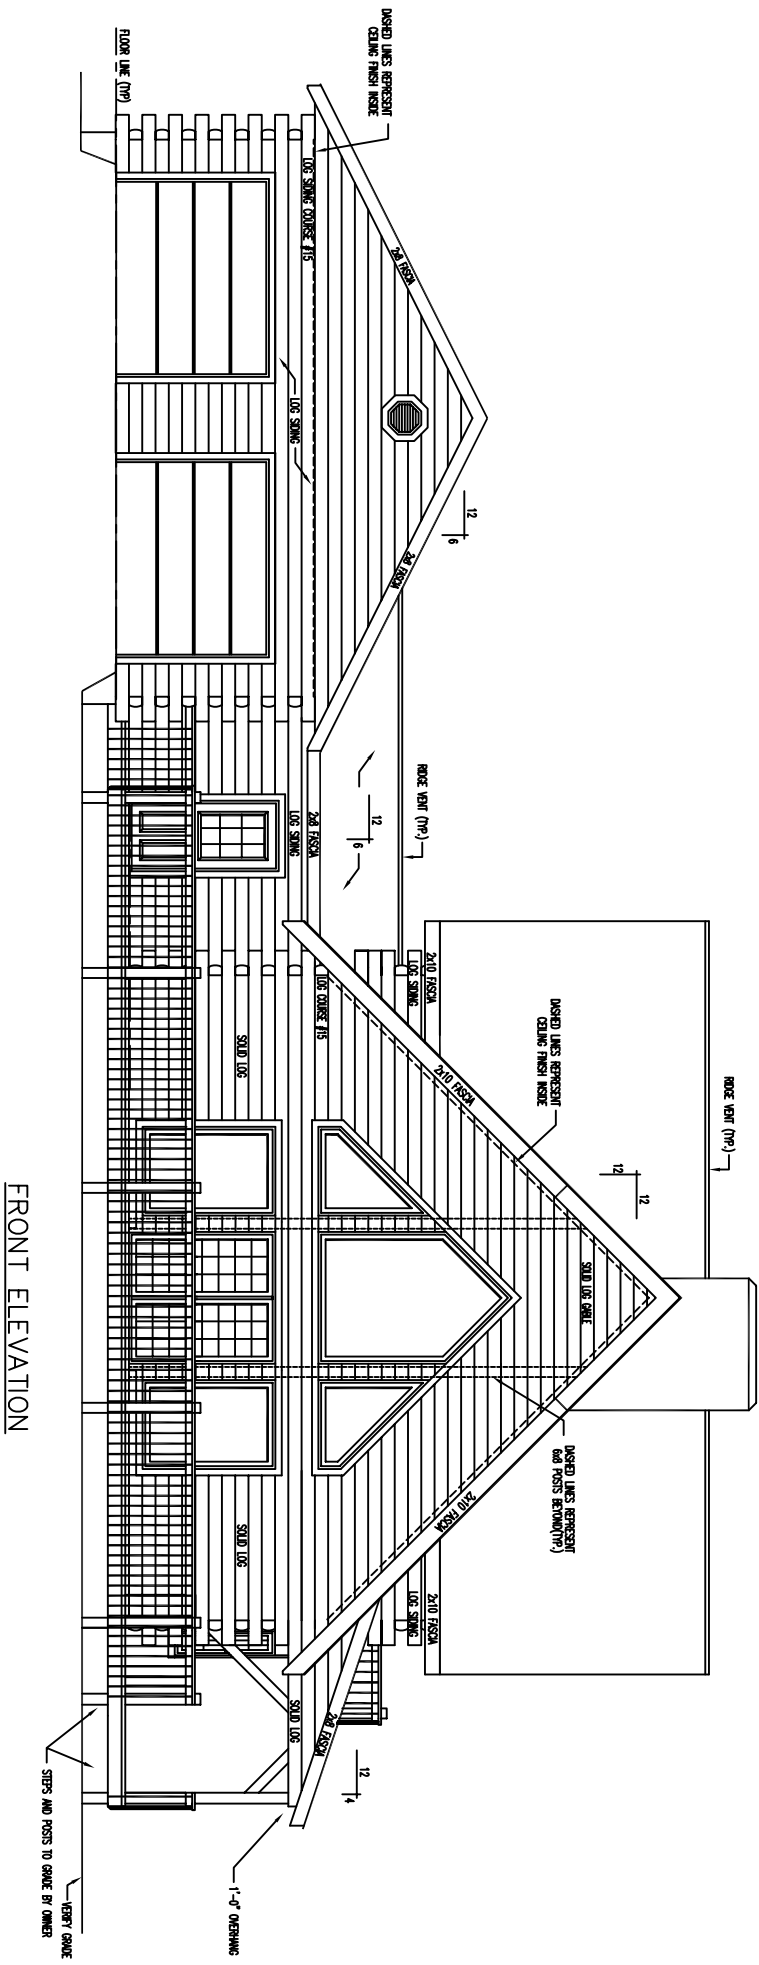 DASHED LINES REPRESENT
CEILING FINISH INSIDE
FLOOR LINE (TYP)
LOG SIDING COURSE #15
2x8 FASCIA
LOG SIDING
2x8 FASCIA
12
6
RIDGE VENT (TYP.)
12
6
2x8 FASCIA
LOG SIDING
2x10 FASCIA
LOG SIDING
LOG COURSE #15
SOLID LOG
DASHED LINES REPRESENT
CEILING FINISH INSIDE
2x10 FASCIA
RIDGE VENT (TYP.)
12
12
SOLID LOG GABLE
DASHED LINES REPRESENT
6x8 POSTS BEYOND(TYP.)
2x10 FASCIA
SOLID LOG
2x10 FASCIA
LOG SIDING
SOLID LOG
2x8 FASCIA
12
4
1'-0" OVERHANG
STEPS AND POSTS TO GRADE BY OWNER
VERIFY GRADE
FRONT ELEVATION